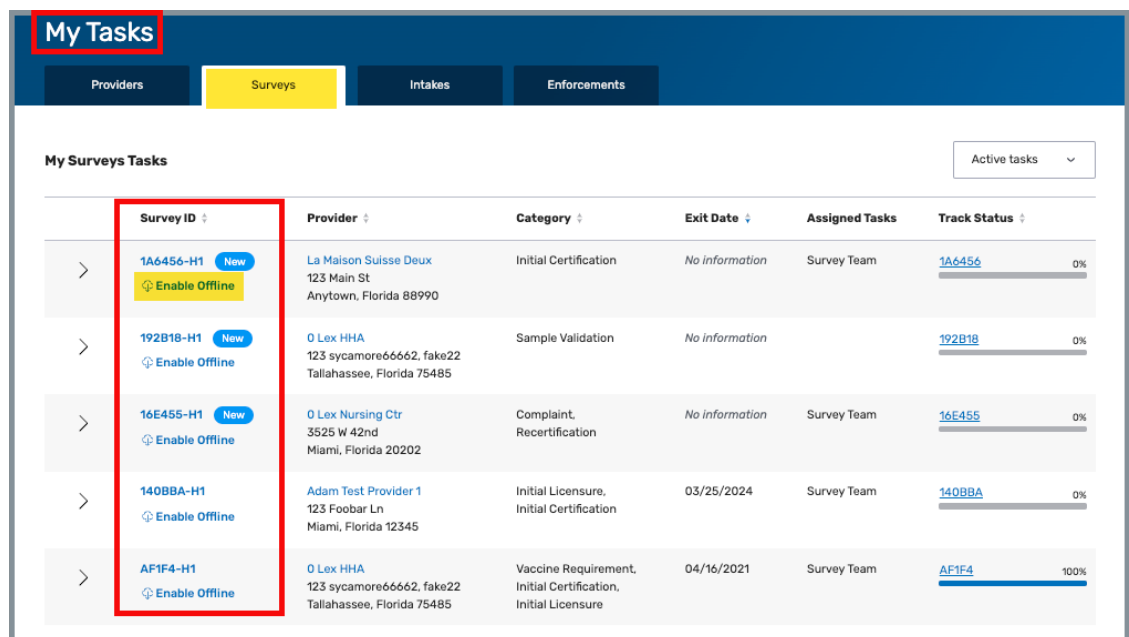 My Tasks
Providers Surveys Intakes Enforcements
My Surveys Tasks
Active tasks
Survey ID Provider Category Exit Date Assigned Tasks Track Status
1A6456-H1 New La Maison Suisse Deux Initial Certification No information Survey Team 1A6456 0%
Enable Offline 123 Main St
Anytown, Florida 88990
192B18-H1 New 0 Lex HHA Sample Validation No information 192B18 0%
Enable Offline 123 sycamore66662, fake22
Tallahassee, Florida 75485
16E455-H1 New 0 Lex Nursing Ctr Complaint, No information Survey Team 16E455 0%
Enable Offline 3525 W 42nd Recertification
Miami, Florida 20202
140BBA-H1 Adam Test Provider 1 Initial Licensure, 03/25/2024 Survey Team 140BBA 0%
Enable Offline 123 Foobar Ln Initial Certification
Miami, Florida 12345
AF1F4-H1 0 Lex HHA Vaccine Requirement, 04/16/2021 Survey Team AF1F4 100%
Enable Offline 123 sycamore66662, fake22 Initial Certification,
Tallahassee, Florida 75485 Initial Licensure